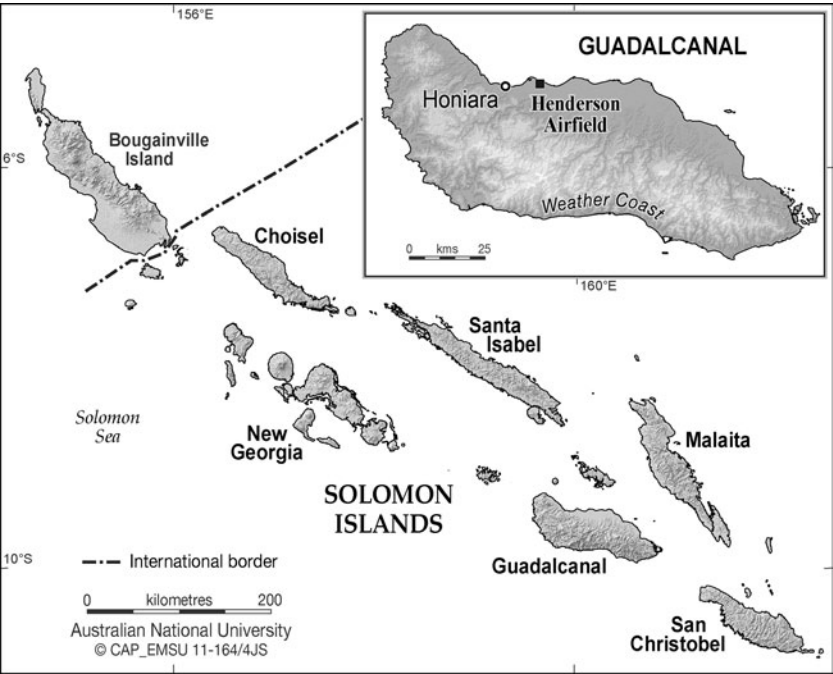 156°E
GUADALCANAL
Honiara
Henderson
Airfield
Weather Coast
0 kms 25
Bougainville
Island
6°S
Choisel
160°E
Santa
Isabel
Solomon
Sea
New
Georgia
Malaita
SOLOMON
ISLANDS
Guadalcanal
10°S
International border
0 kilometres 200
Australian National University
© CAP_EMSU 11-164/4JS
San
Christobel